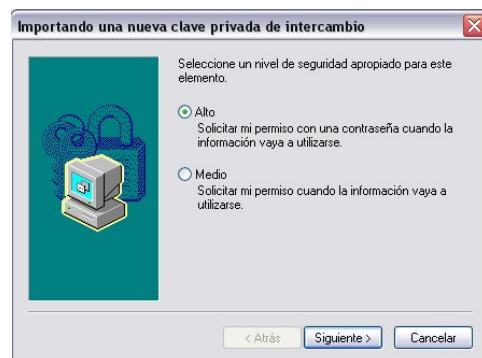 Importando una nueva clave privada de intercambio
Seleccione un nivel de seguridad apropiado para este
elemento.
Alto
Solicitar mi permiso con una contraseña cuando la
información vaya a utilizarse.
Medio
Solicitar mi permiso cuando la información vaya a
utilizarse.
< Atrás Siguiente > Cancelar